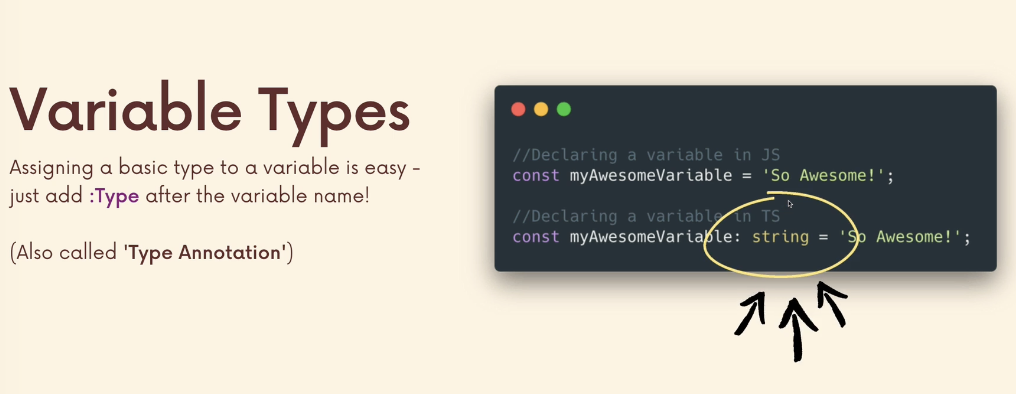 Variable Types
Assigning a basic type to a variable is easy -
just add :Type after the variable name!
(Also called 'Type Annotation')
//Declaring a variable in JS
const myAwesomeVariable = 'So Awesome!';
//Declaring a variable in TS
const myAwesomeVariable: string = 'So Awesome!';